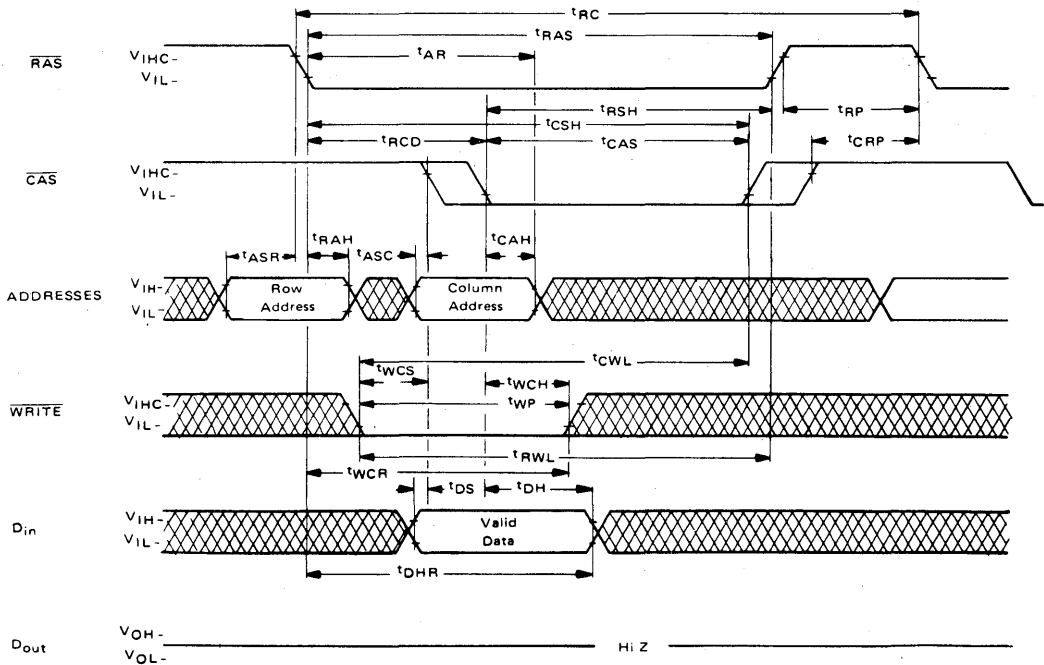 tRC
tRAS
tAR
RAS
VIHC-
VIL-
tRSH
tRP
tCSH
tRCD
tCAS
tCRP
CAS
VIHC-
VIL-
tRAH
tCAH
tASR
tASC
ADDRESSES
VIH-
VIL-
Row
Address
Column
Address
tCWL
tWCS
tWCH
tWP
WRITE
VIHC-
VIL-
tRWL
tWCR
tDS
tDH
Din
VIH-
VIL-
Valid
Data
tDHR
Dout
VOH-
VOL-
Hi Z